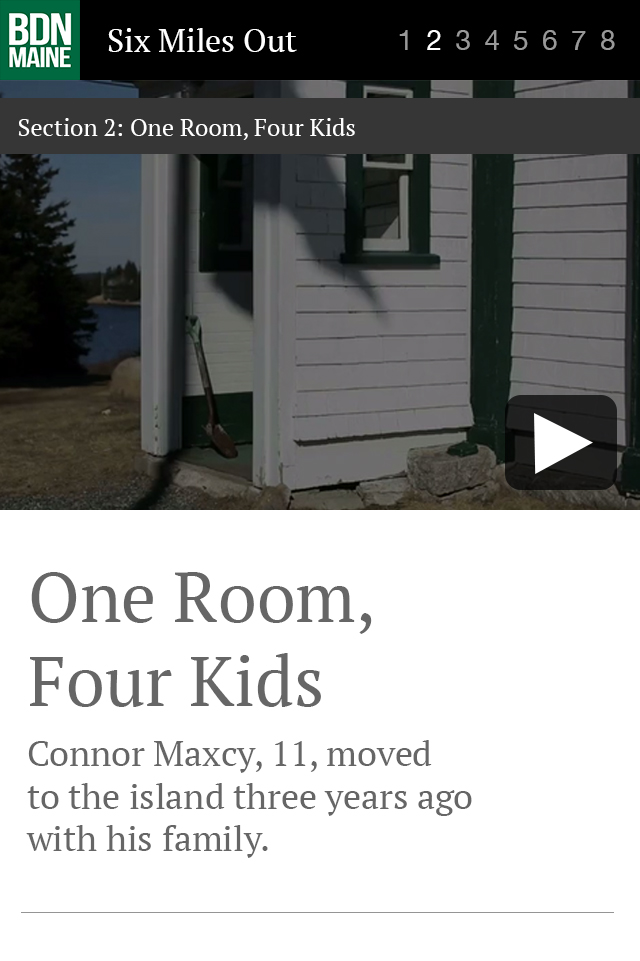 BDN
MAINE
Six Miles Out
1 2 3 4 5 6 7 8
Section 2: One Room, Four Kids
One Room,
Four Kids
Connor Maxcy, 11, moved
to the island three years ago
with his family.